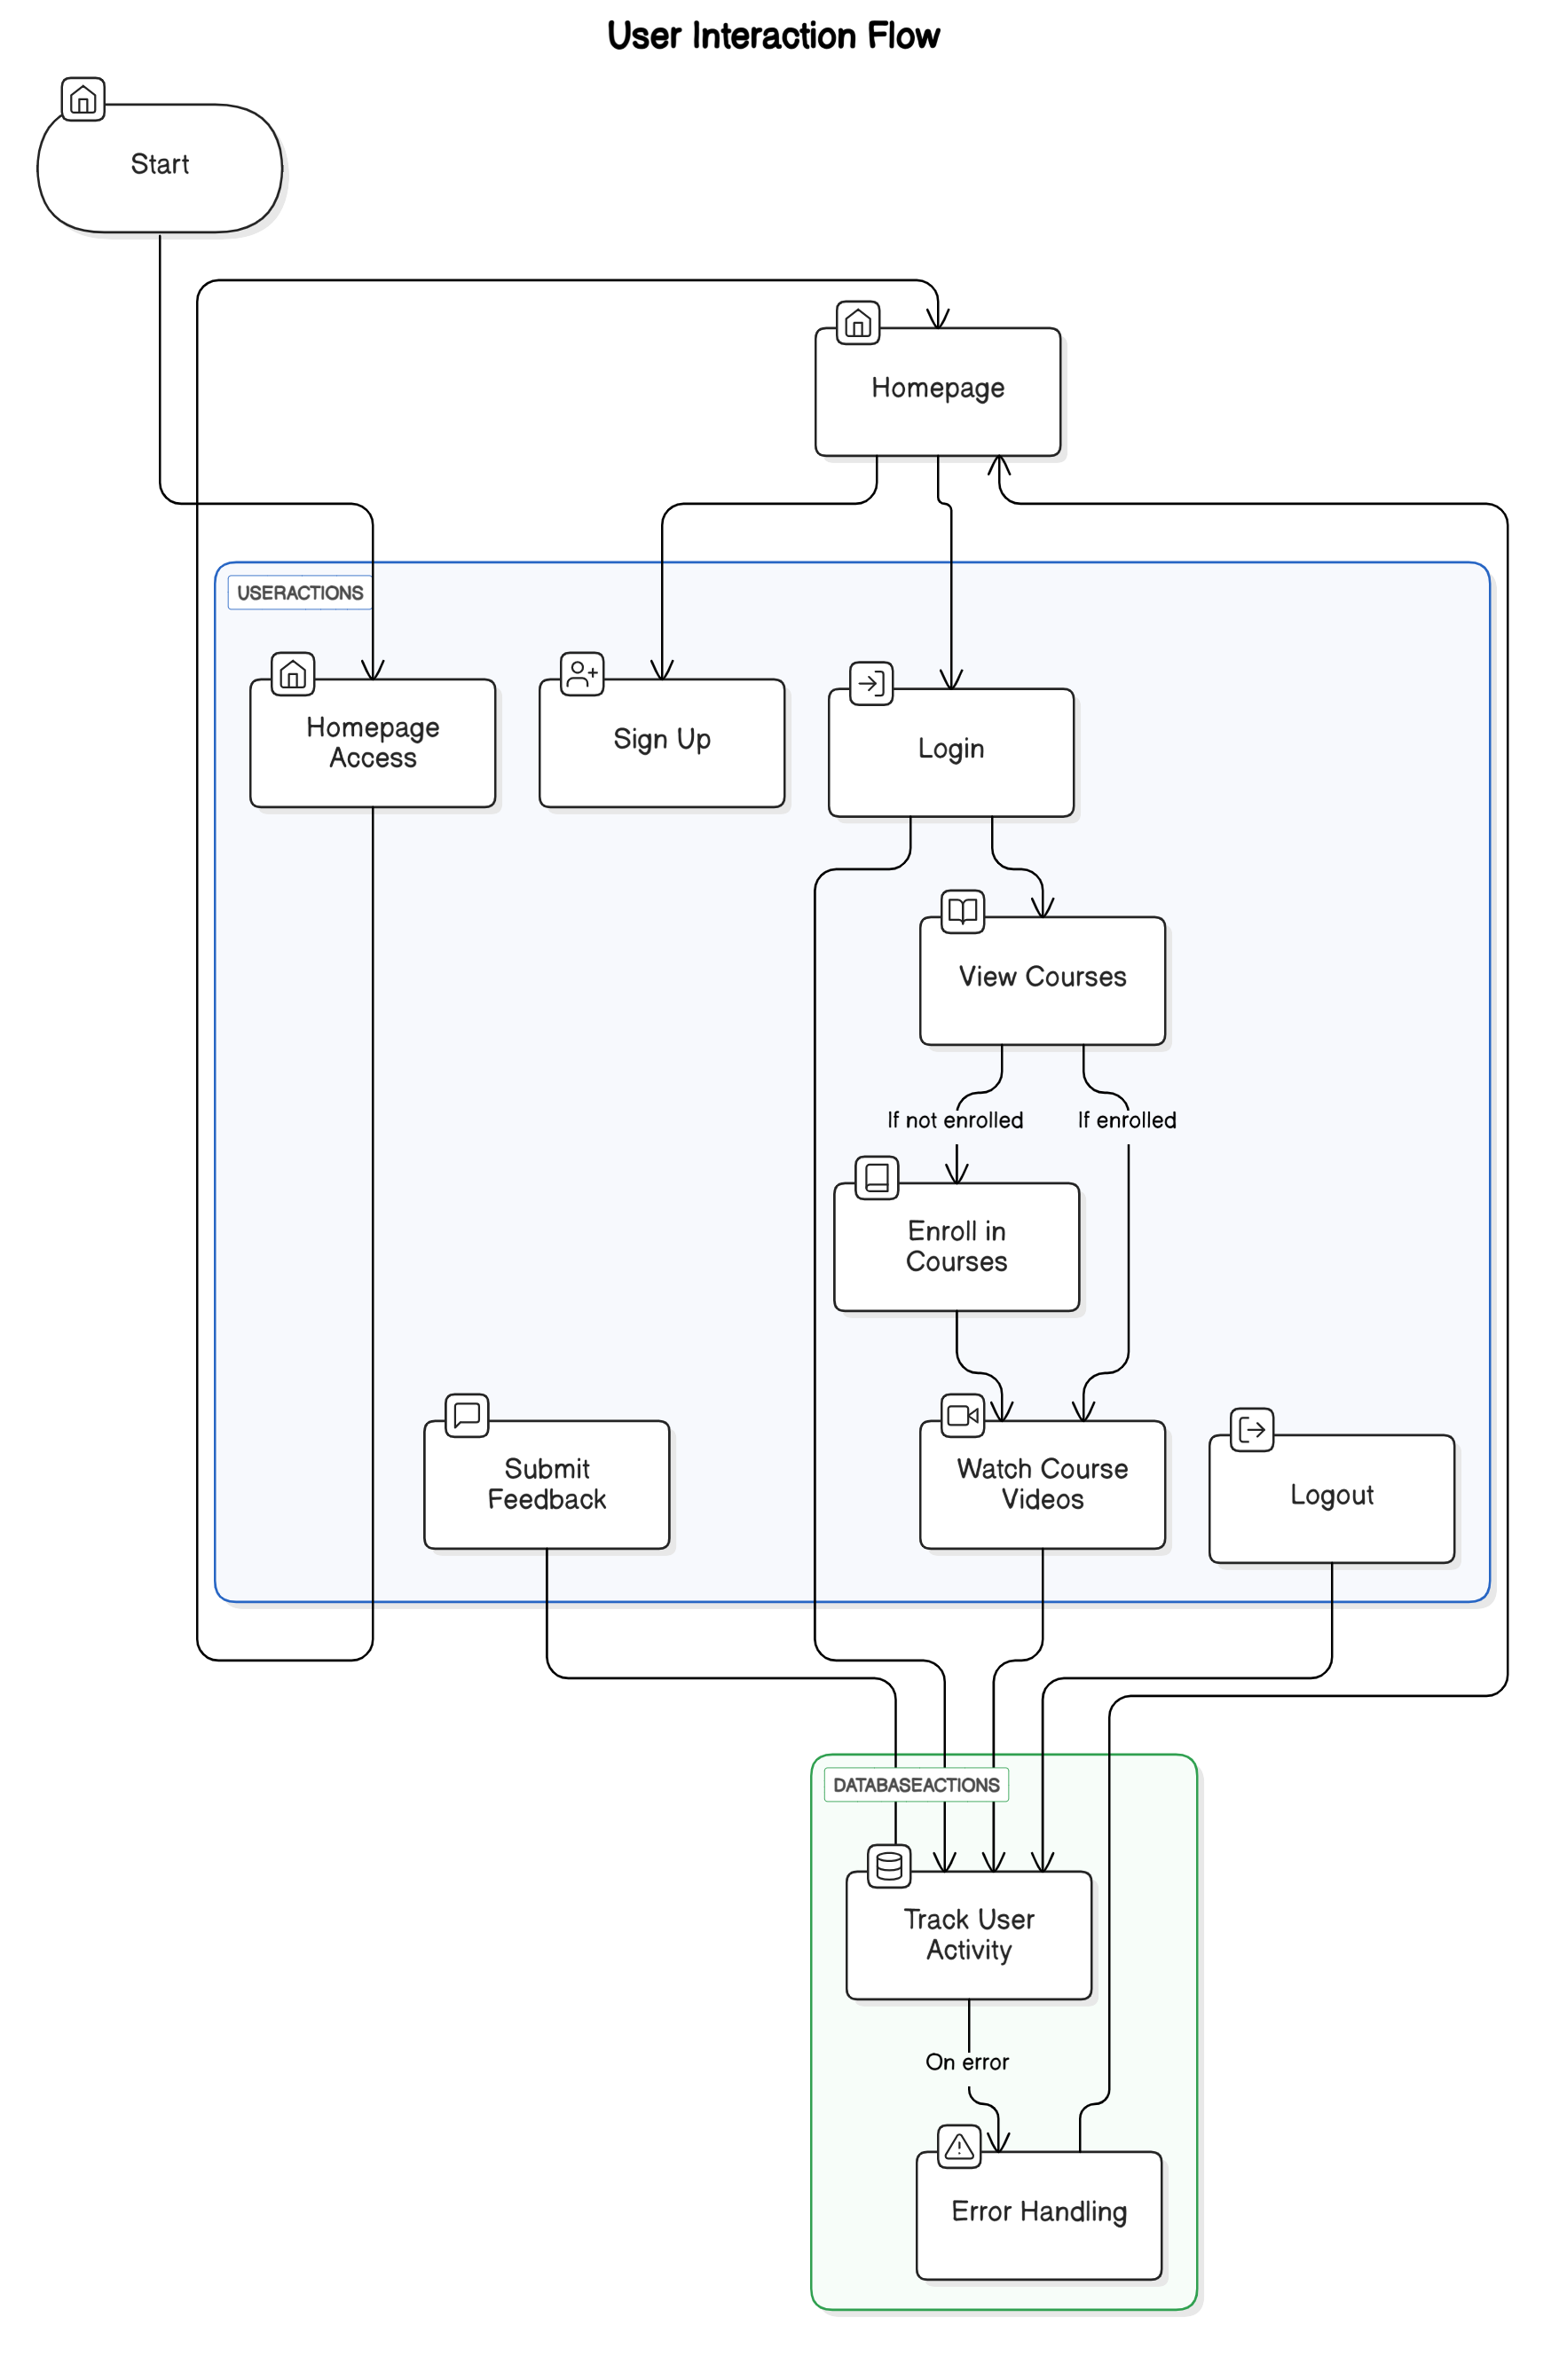 User Interaction Flow
Start
Homepage
USERACTIONS
Homepage
Access
Sign Up
Login
View Courses
If not enrolled
If enrolled
Enroll in
Courses
Submit
Feedback
Watch Course
Videos
Logout
DATABASEACTIONS
Track User
Activity
On error
Error Handling